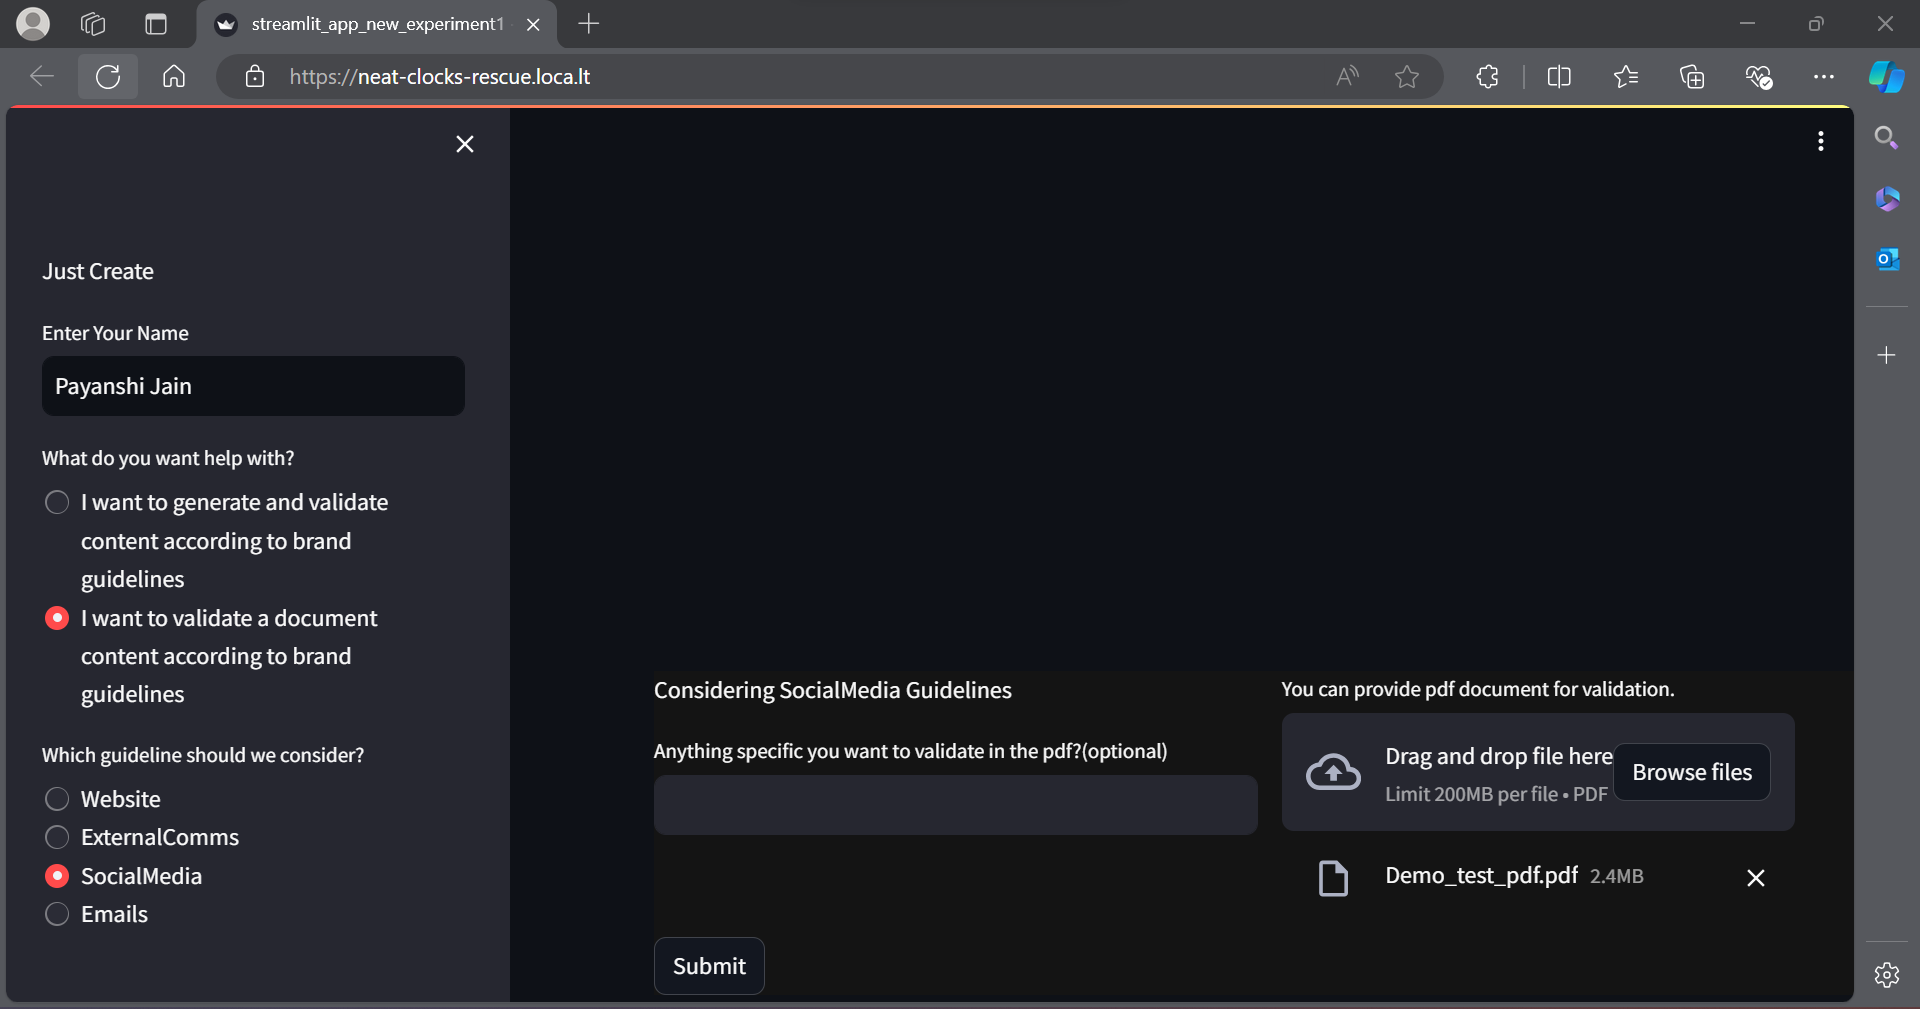 streamlit_app_new_experiment1
https://neat-clocks-rescue.loca.lt
Just Create
Enter Your Name
Payanshi Jain
What do you want help with?
I want to generate and validate
content according to brand
guidelines
I want to validate a document
content according to brand
guidelines
Which guideline should we consider?
Website
ExternalComms
SocialMedia
Emails
Considering SocialMedia Guidelines
Anything specific you want to validate in the pdf?(optional)
Submit
You can provide pdf document for validation.
Drag and drop file here
Limit 200MB per file • PDF
Browse files
Demo_test_pdf.pdf 2.4MB